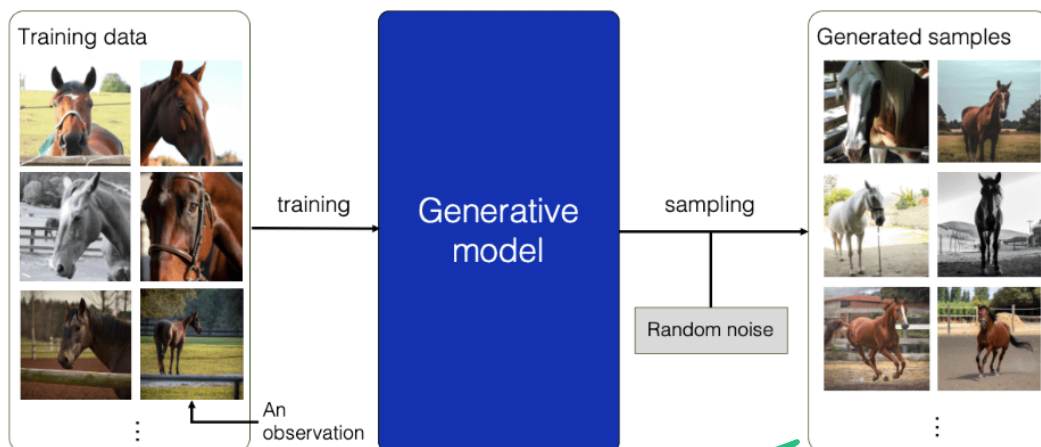 Training data
Generated samples
training
Generative
model
sampling
Random noise
An
observation